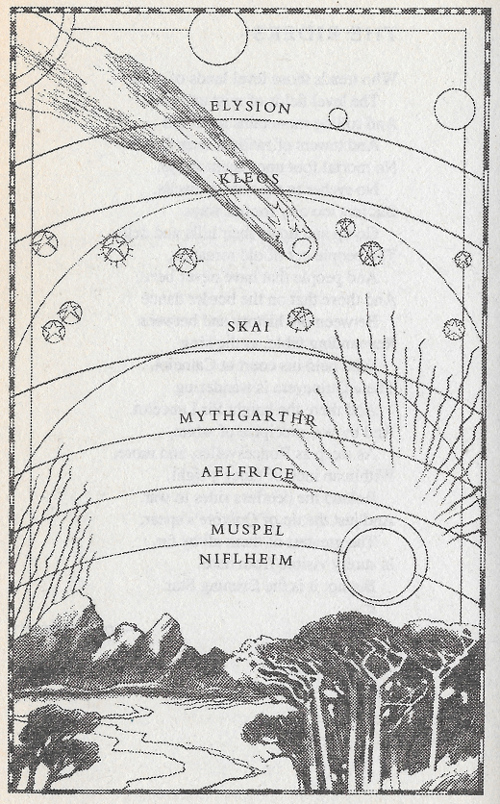 ELYSION
KLEOS
SKAI
MYTHGARTHR
AELFRICE
MUSPEL
NIFLHEIM